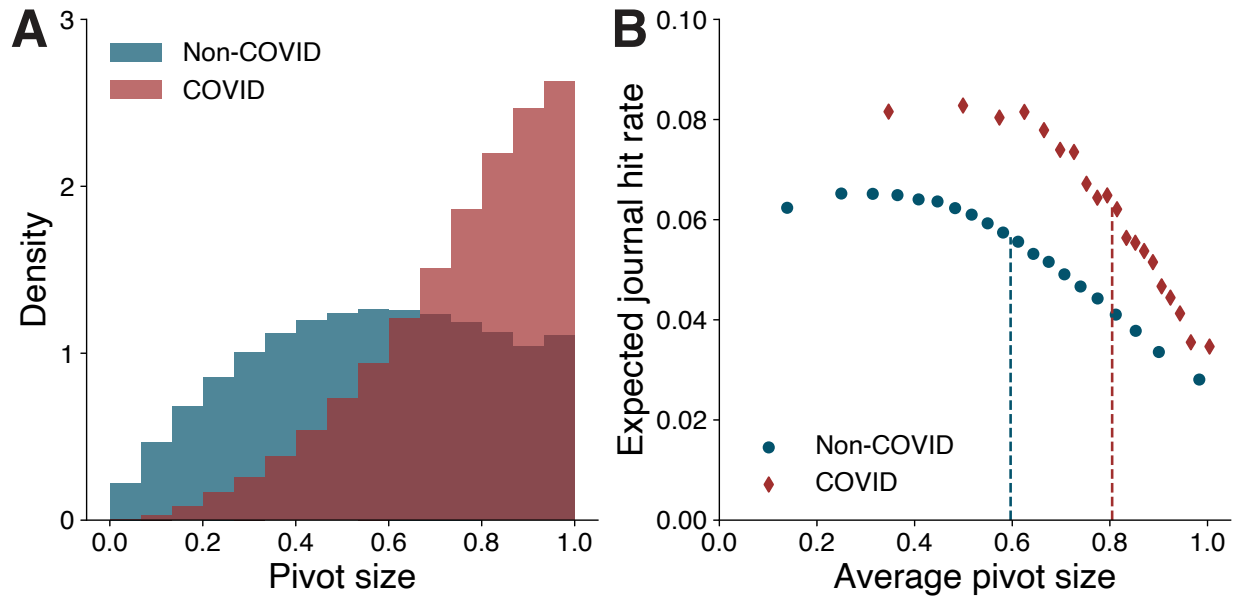 A
3
2
1
0
Density
Non-COVID
COVID
0.0 0.2 0.4 0.6 0.8 1.0
Pivot size
B
0.10
0.08
0.06
0.04
0.02
0.00
Expected journal hit rate
Non-COVID
COVID
0.0 0.2 0.4 0.6 0.8 1.0
Average pivot size